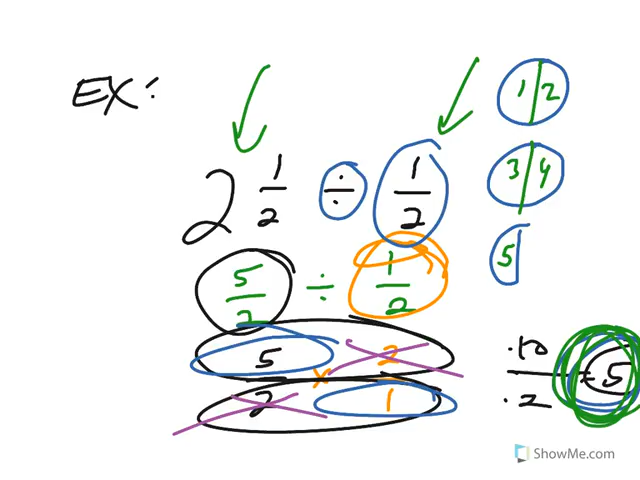 EX:
2 1/2 ÷ 1/2
5/2 ÷ 1/2
5 x 2
2 1
1 2
3 4
5
.10
.2
= 5
ShowMe.com